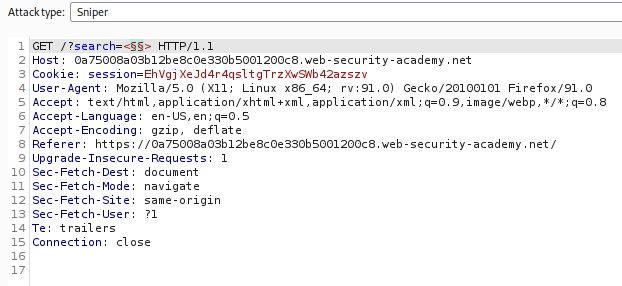 Attack type: Sniper
1 GET /?search=<§§> HTTP/1.1
2 Host: 0a75008a03b12be8c0e330b5001200c8.web-security-academy.net
3 Cookie: session=EhVgjXeJd4r4qsltgTrzXwSWb42azszv
4 User-Agent: Mozilla/5.0 (X11; Linux x86_64; rv:91.0) Gecko/20100101 Firefox/91.0
5 Accept: text/html,application/xhtml+xml,application/xml;q=0.9,image/webp,*/*;q=0.8
6 Accept-Language: en-US,en;q=0.5
7 Accept-Encoding: gzip, deflate
8 Referer: https://0a75008a03b12be8c0e330b5001200c8.web-security-academy.net/
9 Upgrade-Insecure-Requests: 1
10 Sec-Fetch-Dest: document
11 Sec-Fetch-Mode: navigate
12 Sec-Fetch-Site: same-origin
13 Sec-Fetch-User: ?1
14 Te: trailers
15 Connection: close
16
17